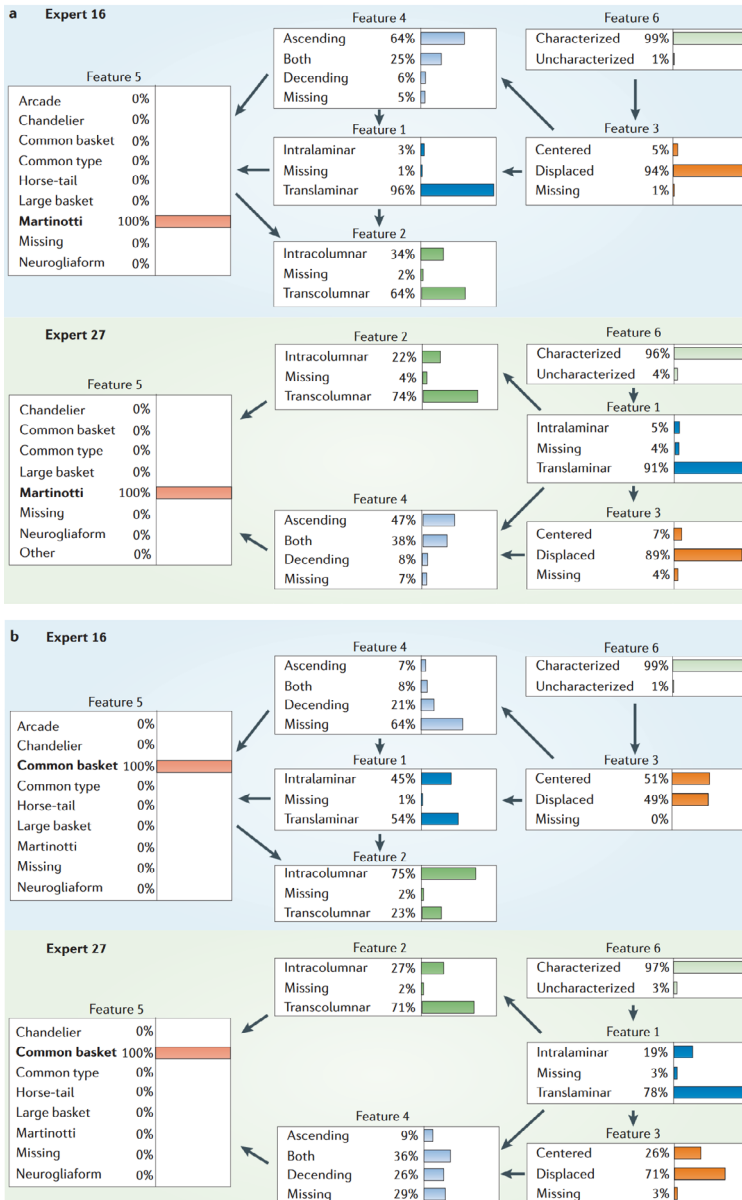 a Expert 16
Feature 5
Arcade 0%
Chandelier 0%
Common basket 0%
Common type 0%
Horse-tail 0%
Large basket 0%
Martinotti 100%
Missing 0%
Neurogliaform 0%
Feature 4
Ascending 64%
Both 25%
Decending 6%
Missing 5%
Feature 1
Intralaminar 3%
Missing 1%
Translaminar 96%
Feature 2
Intracolumnar 34%
Missing 2%
Transcolumnar 64%
Feature 6
Characterized 99%
Uncharacterized 1%
Feature 3
Centered 5%
Displaced 94%
Missing 1%
Expert 27
Feature 5
Chandelier 0%
Common basket 0%
Common type 0%
Large basket 0%
Martinotti 100%
Missing 0%
Neurogliaform 0%
Other 0%
Feature 2
Intracolumnar 22%
Missing 4%
Transcolumnar 74%
Feature 4
Ascending 47%
Both 38%
Decending 8%
Missing 7%
Feature 6
Characterized 96%
Uncharacterized 4%
Feature 1
Intralaminar 5%
Missing 4%
Translaminar 91%
Feature 3
Centered 7%
Displaced 89%
Missing 4%
b Expert 16
Feature 5
Arcade 0%
Chandelier 0%
Common basket 100%
Common type 0%
Horse-tail 0%
Large basket 0%
Martinotti 0%
Missing 0%
Neurogliaform 0%
Feature 4
Ascending 7%
Both 8%
Decending 21%
Missing 64%
Feature 1
Intralaminar 45%
Missing 1%
Translaminar 54%
Feature 2
Intracolumnar 75%
Missing 2%
Transcolumnar 23%
Feature 6
Characterized 99%
Uncharacterized 1%
Feature 3
Centered 51%
Displaced 49%
Missing 0%
Expert 27
Feature 5
Chandelier 0%
Common basket 100%
Common type 0%
Horse-tail 0%
Large basket 0%
Martinotti 0%
Missing 0%
Neurogliaform 0%
Feature 2
Intracolumnar 27%
Missing 2%
Transcolumnar 71%
Feature 4
Ascending 9%
Both 36%
Decending 26%
Missing 29%
Feature 6
Characterized 97%
Uncharacterized 3%
Feature 1
Intralaminar 19%
Missing 3%
Translaminar 78%
Feature 3
Centered 26%
Displaced 71%
Missing 3%